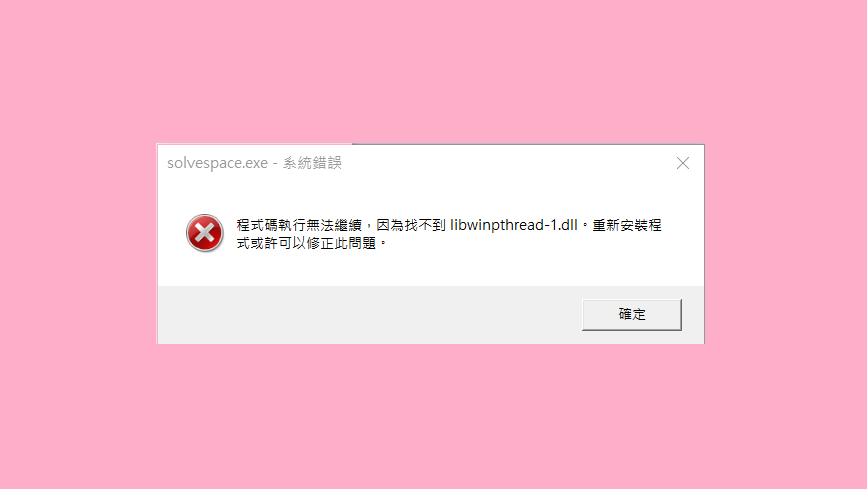 solvespace.exe - 系統錯誤
程式碼執行無法繼續，因為找不到 libwinpthread-1.dll。重新安裝程
式或許可以修正此問題。
確定